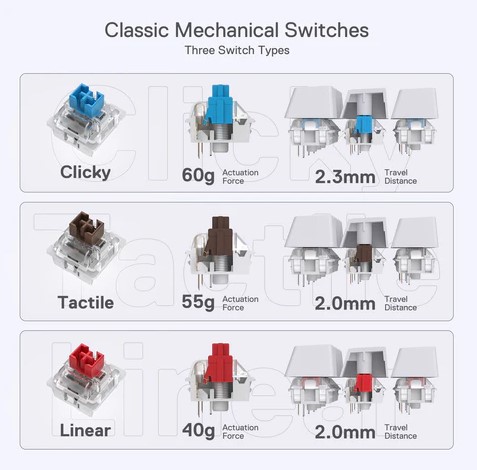 Classic Mechanical Switches
Three Switch Types
Clicky
Clicky
60g Actuation
Force
2.3mm Travel
Distance
Tactile
Tactile
55g Actuation
Force
2.0mm Travel
Distance
Linear
Linear
40g Actuation
Force
2.0mm Travel
Distance